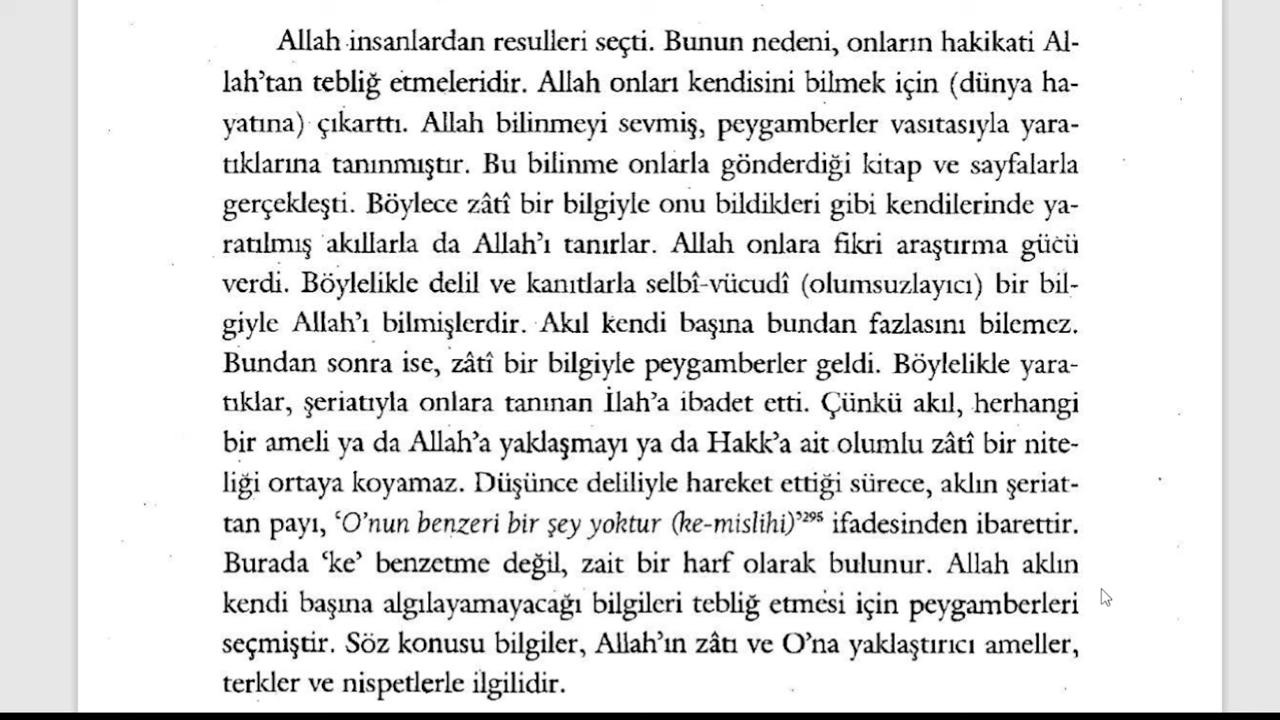 Allah insanlardan resulleri seçti. Bunun nedeni, onların hakikati Al-
lah'tan tebliğ etmeleridir. Allah onları kendisini bilmek için (dünya ha-
yatına) çıkarttı. Allah bilinmeyi sevmiş, peygamberler vasıtasıyla yara-
tıklarına tanınmıştır. Bu bilinme onlarla gönderdiği kitap ve sayfalarla
gerçekleşti. Böylece zâtî bir bilgiyle onu bildikleri gibi kendilerinde ya-
ratılmış akıllarla da Allah'ı tanırlar. Allah onlara fikri araştırma gücü
verdi. Böylelikle delil ve kanıtlarla selbî-vücudî (olumsuzlayıcı) bir bil-
giyle Allah'ı bilmişlerdir. Akıl kendi başına bundan fazlasını bilemez.
Bundan sonra ise, zâtî bir bilgiyle peygamberler geldi. Böylelikle yara-
tıklar, şeriatıyla onlara tanınan İlah'a ibadet etti. Çünkü akıl, herhangi
bir ameli ya da Allah'a yaklaşmayı ya da Hakk'a ait olumlu zâtî bir nite-
liği ortaya koyamaz. Düşünce deliliyle hareket ettiği sürece, aklın şeriat-
tan payı, 'O'nun benzeri bir şey yoktur (ke-mislihi)'295 ifadesinden ibarettir.
Burada 'ke' benzetme değil, zait bir harf olarak bulunur. Allah aklın
kendi başına algılayamayacağı bilgileri tebliğ etmesi için peygamberleri
seçmiştir. Söz konusu bilgiler, Allah'ın zâtı ve O'na yaklaştırıcı ameller,
terkler ve nispetlerle ilgilidir.